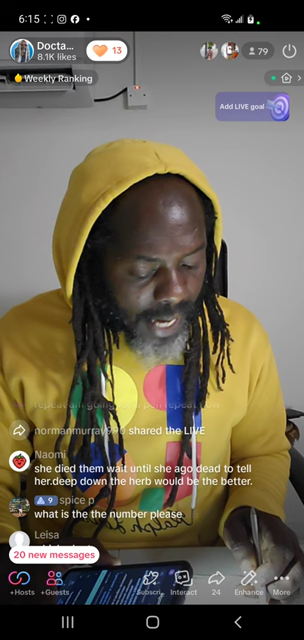 6:15
Docta...
8.1K likes
13
79
Weekly Ranking
Add LIVE goal
normanmurray990 shared the LIVE
Naomi
she died them wait until she ago dead to tell
her.deep down the herb would be the better.
9 spice p
what is the the number please
Leisa
20 new messages
+Hosts
+Guests
Subscri...
Interact
24
Enhance
More